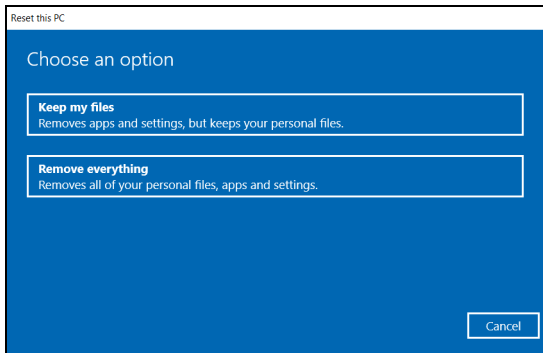 Reset this PC
Choose an option
Keep my files
Removes apps and settings, but keeps your personal files.
Remove everything
Removes all of your personal files, apps and settings.
Cancel